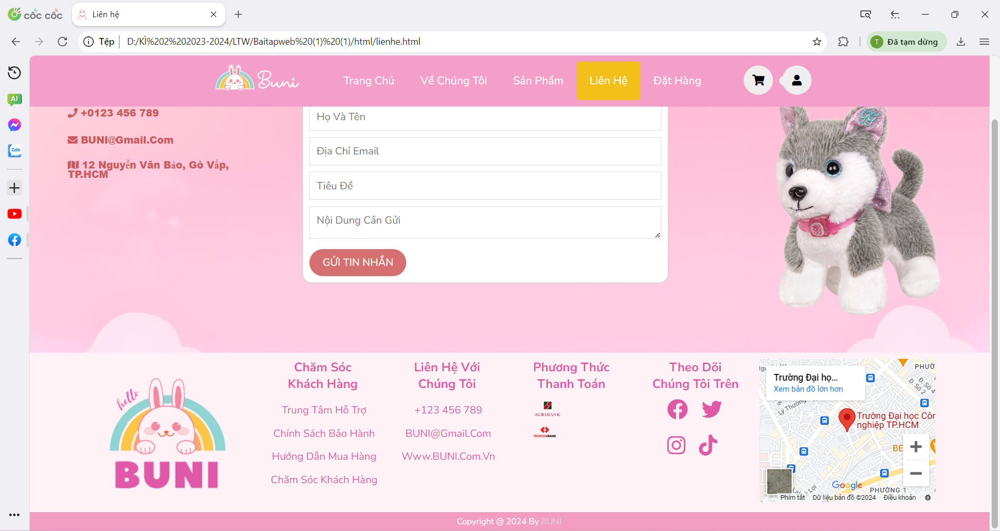 cốc cốc
Liên hệ
Tệp
D:/KÌ%202%202023-2024/LTW/Baitapweb%20(1)%20(1)/html/lienhe.html
T Đã tạm dừng
AI
Zalo
Buni
Trang Chủ
Về Chúng Tôi
Sản Phẩm
Liên Hệ
Đặt Hàng
+0123 456 789
BUNI@Gmail.Com
12 Nguyễn Văn Bảo, Gò Vấp,
TP.HCM
Họ Và Tên
Địa Chỉ Email
Tiêu Đề
Nội Dung Cần Gửi
GỬI TIN NHẮN
hello
BUNI
Chăm Sóc
Khách Hàng
Trung Tâm Hỗ Trợ
Chính Sách Bảo Hành
Hướng Dẫn Mua Hàng
Chăm Sóc Khách Hàng
Liên Hệ Với
Chúng Tôi
+123 456 789
BUNI@Gmail.Com
Www.BUNI.Com.Vn
Phương Thức
Thanh Toán
AGRIBANK
TECHCOMBANK
Theo Dõi
Chúng Tôi Trên
Trường Đại họ...
Xem bản đồ lớn hơn
PHƯỜ
Đ. Số 4
Đ. Số 2
Lý Thường
Trường Đại học Côn
nghiệp TP.HCM
BE
Lai
Lợi
Google
PHƯỜNG 1
Phím tắt
Dữ liệu bản đồ ©2024
Điều khoản
Copyright @ 2024 By BUNI